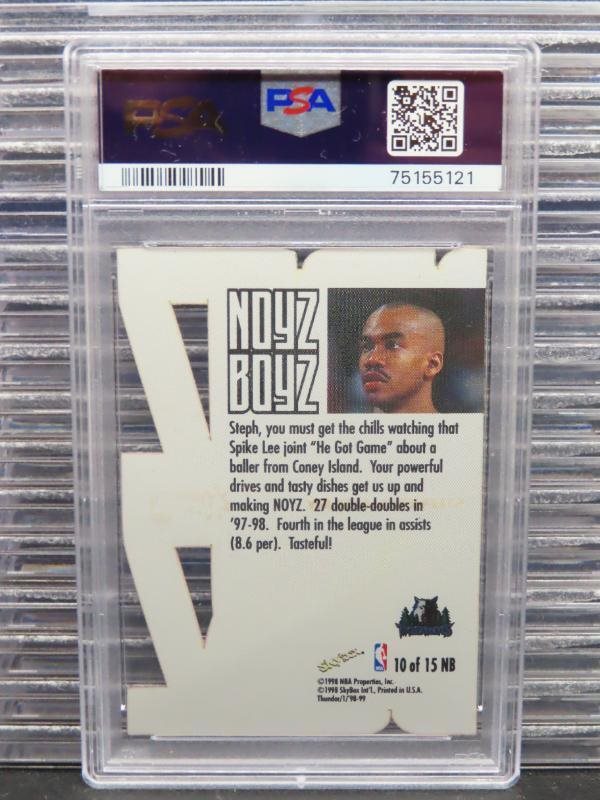 PSA
PSA
75155121
NOYZ
BOYZ
Steph, you must get the chills watching that
Spike Lee joint “He Got Game” about a
baller from Coney Island. Your powerful
drives and tasty dishes get us up and
making NOYZ. 27 double-doubles in
’97-98. Fourth in the league in assists
(8.6 per). Tasteful!
SkyBox
10 of 15 NB
©1998 NBA Properties, Inc.
©1998 SkyBox Int’l., Printed in U.S.A.
Thunder/1/’98-99